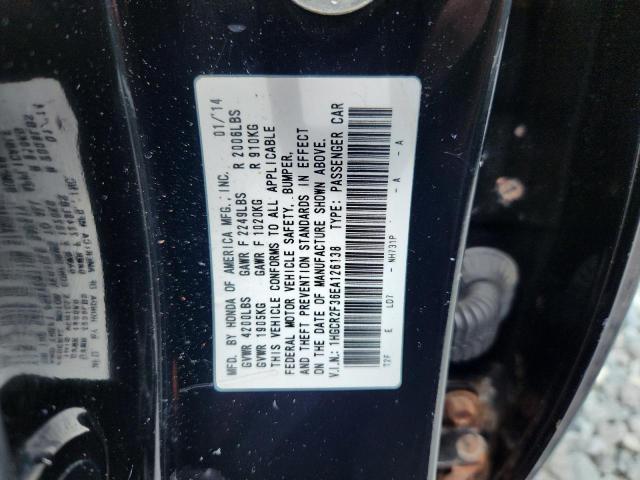 MFD. BY HONDA OF AMERICA MFG., INC. 01/14
GVWR 4200LBS GAWR F 2249LBS R 2006LBS
GVWR 1905KG GAWR F 1020KG R 910KG
THIS VEHICLE CONFORMS TO ALL APPLICABLE
FEDERAL MOTOR VEHICLE SAFETY, BUMPER,
AND THEFT PREVENTION STANDARDS IN EFFECT
ON THE DATE OF MANUFACTURE SHOWN ABOVE.
V.I.N.: 1HGCR2F36EA126138 TYPE: PASSENGER CAR
T2F E LD7 - NH731P - A - A